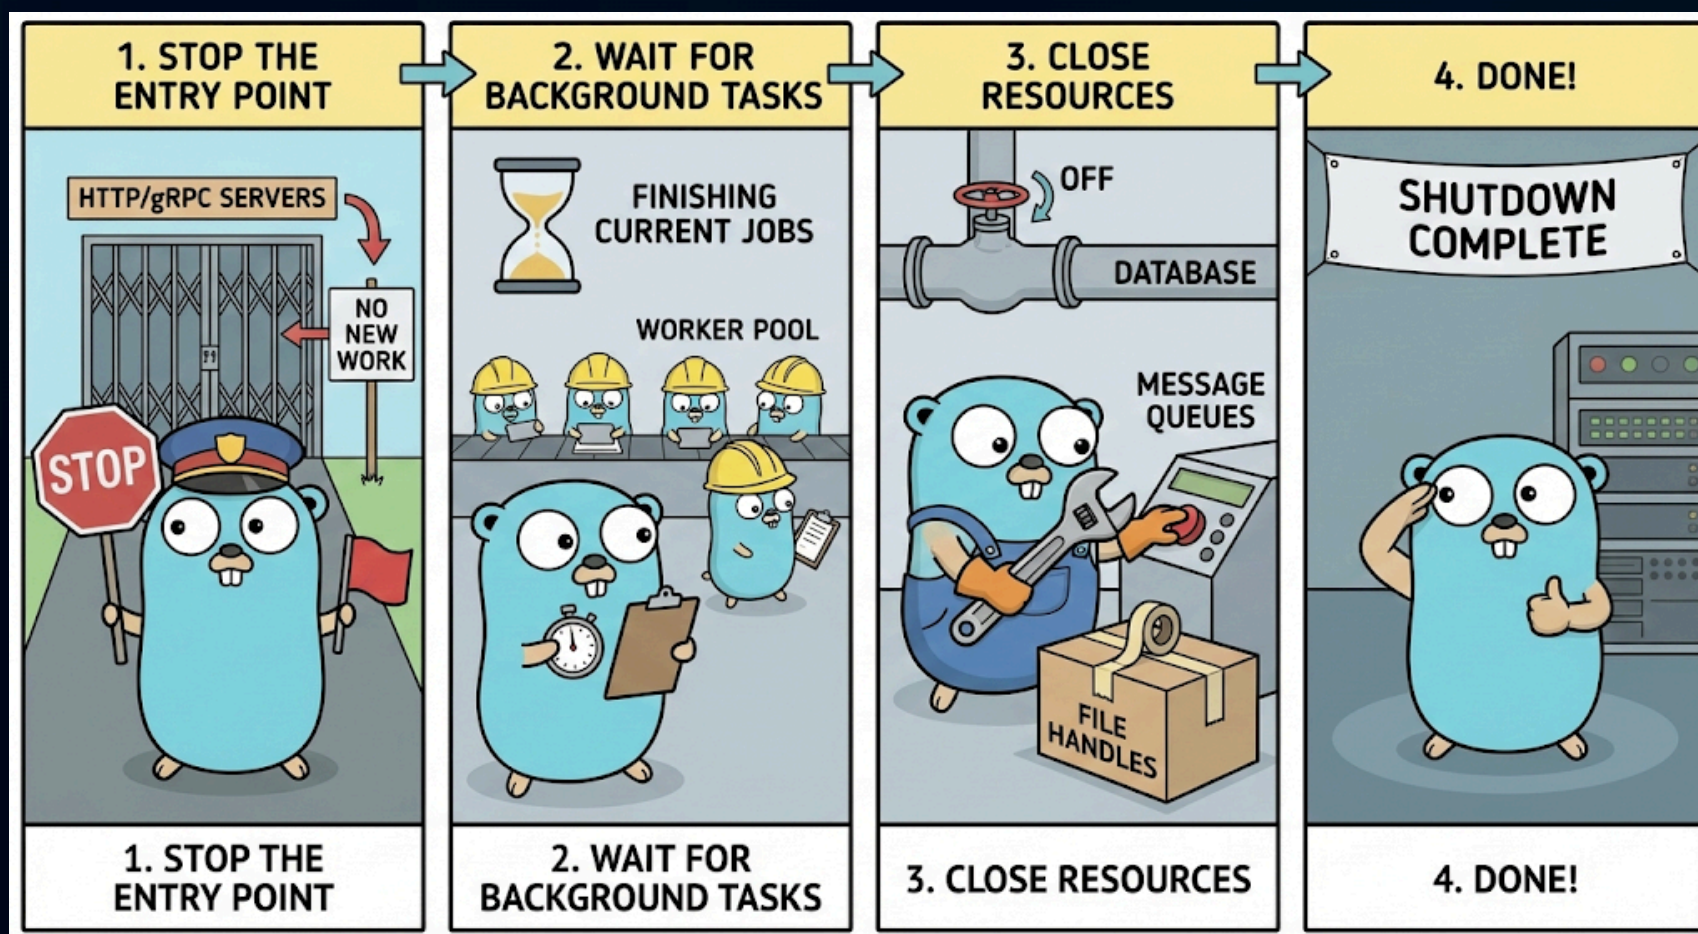 1. STOP THE
ENTRY POINT
HTTP/gRPC SERVERS
NO
NEW
WORK
STOP
1. STOP THE
ENTRY POINT
2. WAIT FOR
BACKGROUND TASKS
FINISHING
CURRENT JOBS
WORKER POOL
2. WAIT FOR
BACKGROUND TASKS
3. CLOSE
RESOURCES
OFF
DATABASE
MESSAGE
QUEUES
FILE
HANDLES
3. CLOSE RESOURCES
4. DONE!
SHUTDOWN
COMPLETE
4. DONE!